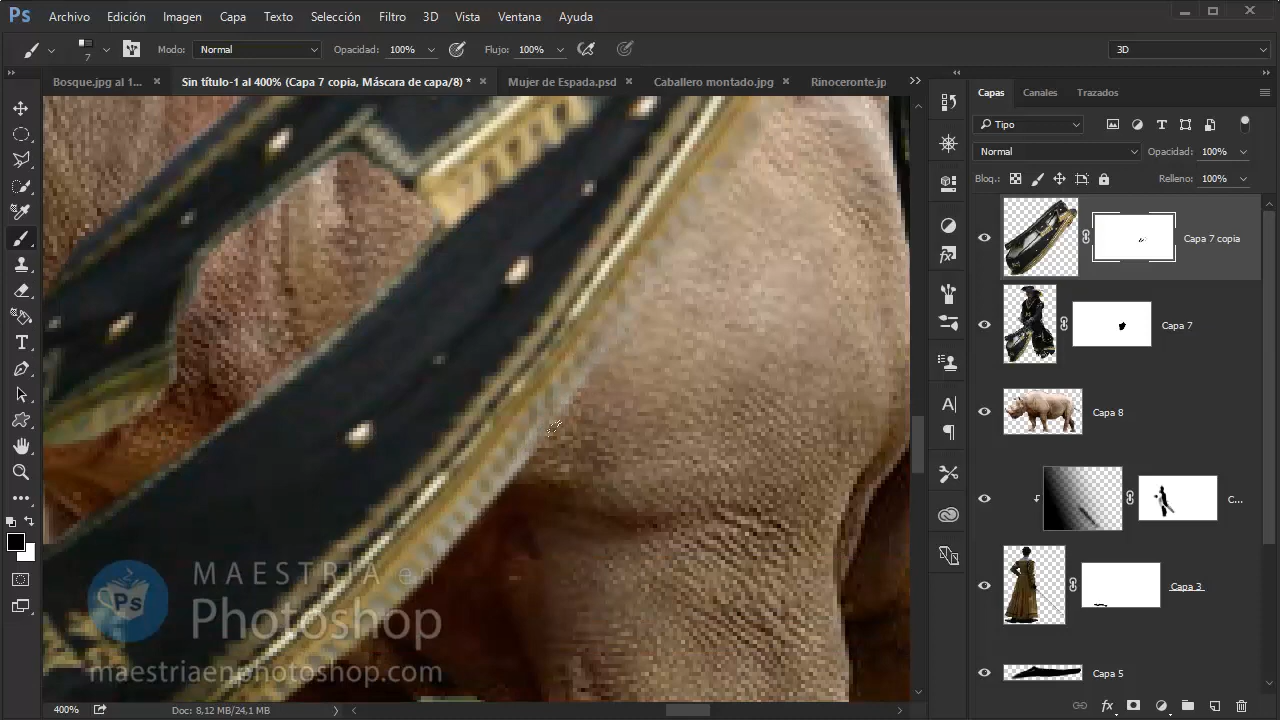 Ps Archivo Edición Imagen Capa Texto Selección Filtro 3D Vista Ventana Ayuda
7 Modo: Normal Opacidad: 100% Flujo: 100% 3D
Bosque.jpg al 1... × Sin título-1 al 400% (Capa 7 copia, Máscara de capa/8) * × Mujer de Espada.psd × Caballero montado.jpg × Rinoceronte.jp
Capas Canales Trazados
Tipo
Normal Opacidad: 100%
Bloq.: Relleno: 100%
Capa 7 copia
Capa 7
Capa 8
C...
Capa 3
Capa 5
MAESTRIA en
Ps Photoshop
maestriaenphotoshop.com
400% Doc: 8,12 MB/24,1 MB